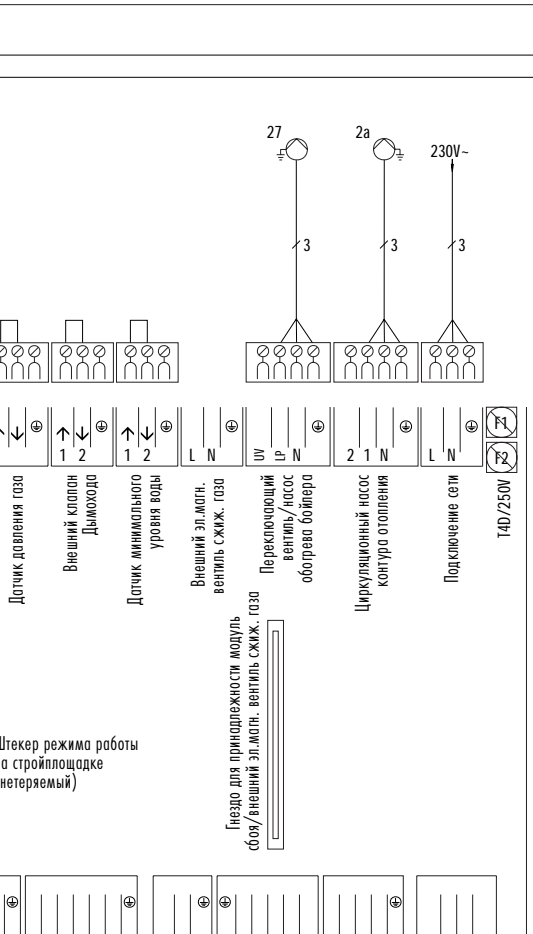 27
2a
230V~
3
3
3
1 2
1 2
L N
UV LP N
2 1 N
L N
F1
F2
T4D/250V
Датчик давления газа
Внешний клапан
Дымохода
Датчик минимального
уровня воды
Внешний эл.магн.
вентиль сжиж. газа
Переключающий
вентиль/насос
обогрева бойлера
Циркуляционный насос
контура отопления
Подключение сети
Гнездо для принадлежности модуль
сбоя/внешний эл.магн. вентиль сжиж. газа
Штекер режима работы
а стройплощадке
нетеряемый)